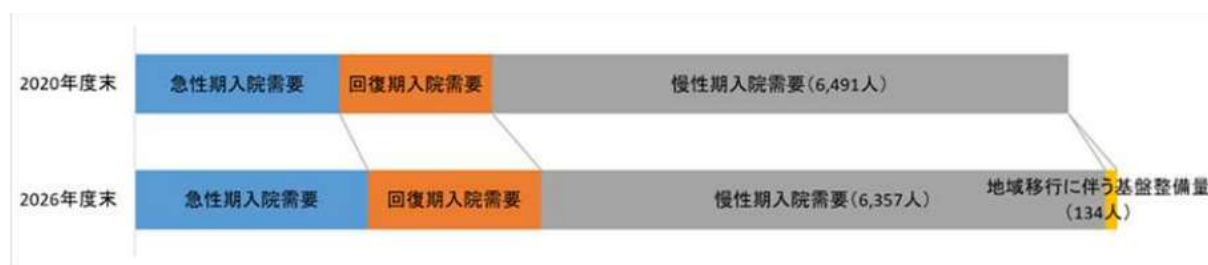 2020年度末
急性期入院需要
回復期入院需要
慢性期入院需要(6,491人)
2026年度末
急性期入院需要
回復期入院需要
慢性期入院需要(6,357人)
地域移行に伴う基盤整備量
(134人)